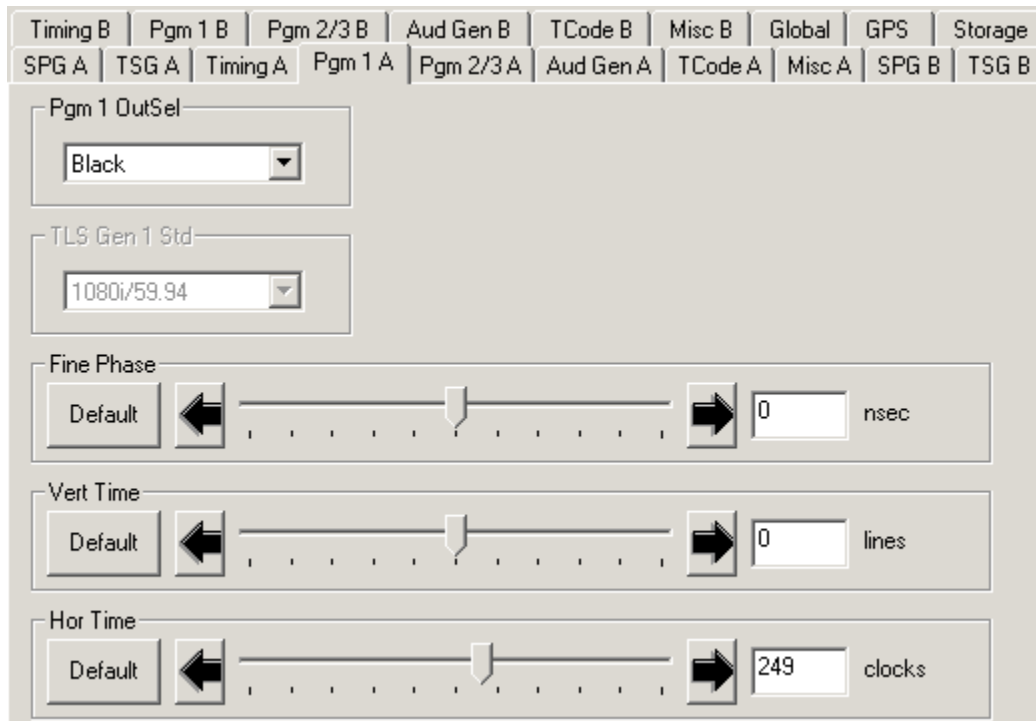 Timing B Pgm 1 B Pgm 2/3 B Aud Gen B TCode B Misc B Global GPS Storage
SPG A TSG A Timing A Pgm 1 A Pgm 2/3 A Aud Gen A TCode A Misc A SPG B TSG B
Pgm 1 OutSel
Black
TLS Gen 1 Std
1080i/59.94
Fine Phase
Default 0 nsec
Vert Time
Default 0 lines
Hor Time
Default 249 clocks